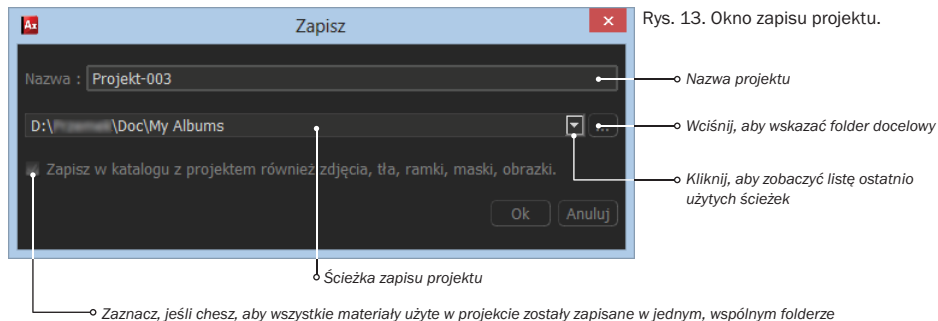 Ax
Zapisz
×
Rys. 13. Okno zapisu projektu.
Nazwa : Projekt-003
Nazwa projektu
D:\ \Doc\My Albums
...
Wciśnij, aby wskazać folder docelowy
Zapisz w katalogu z projektem również zdjęcia, tła, ramki, maski, obrazki.
Kliknij, aby zobaczyć listę ostatnio
użytych ścieżek
Ok Anuluj
Ścieżka zapisu projektu
Zaznacz, jeśli chesz, aby wszystkie materiały użyte w projekcie zostały zapisane w jednym, wspólnym folderze